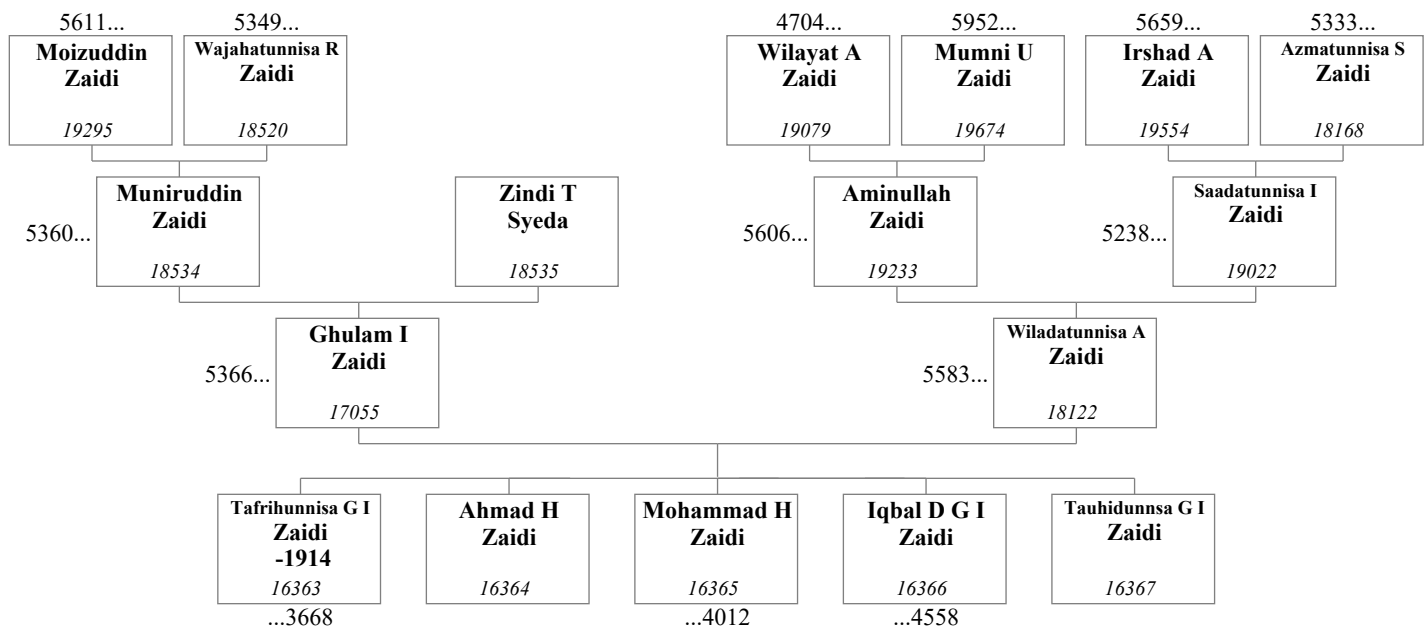 5611...
5349...
4704...
5952...
5659...
5333...
Moizuddin
Zaidi
19295
Wajahatunnisa R
Zaidi
18520
Wilayat A
Zaidi
19079
Mumni U
Zaidi
19674
Irshad A
Zaidi
19554
Azmatunnisa S
Zaidi
18168
5360...
Muniruddin
Zaidi
18534
Zindi T
Syeda
18535
5606...
Aminullah
Zaidi
19233
5238...
Saadatunnisa I
Zaidi
19022
5366...
Ghulam I
Zaidi
17055
5583...
Wiladatunnisa A
Zaidi
18122
Tafrihunnisa G I
Zaidi
-1914
16363
Ahmad H
Zaidi
16364
Mohammad H
Zaidi
16365
Iqbal D G I
Zaidi
16366
Tauhidunnsa G I
Zaidi
16367
...3668
...4012
...4558